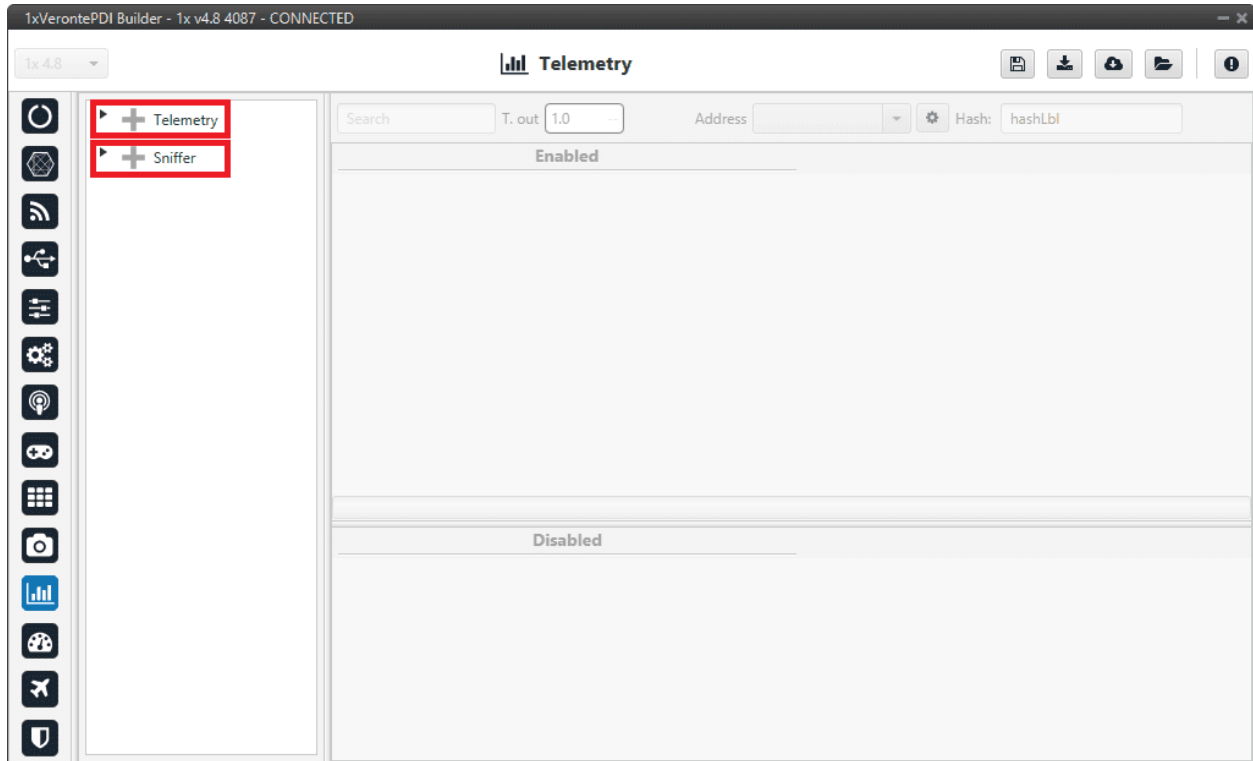 1xVerontePDI Builder - 1x v4.8 4087 - CONNECTED
1x 4.8
Telemetry
Telemetry
Sniffer
Search T. out 1.0 Address Hash: hashLbl
Enabled
Disabled